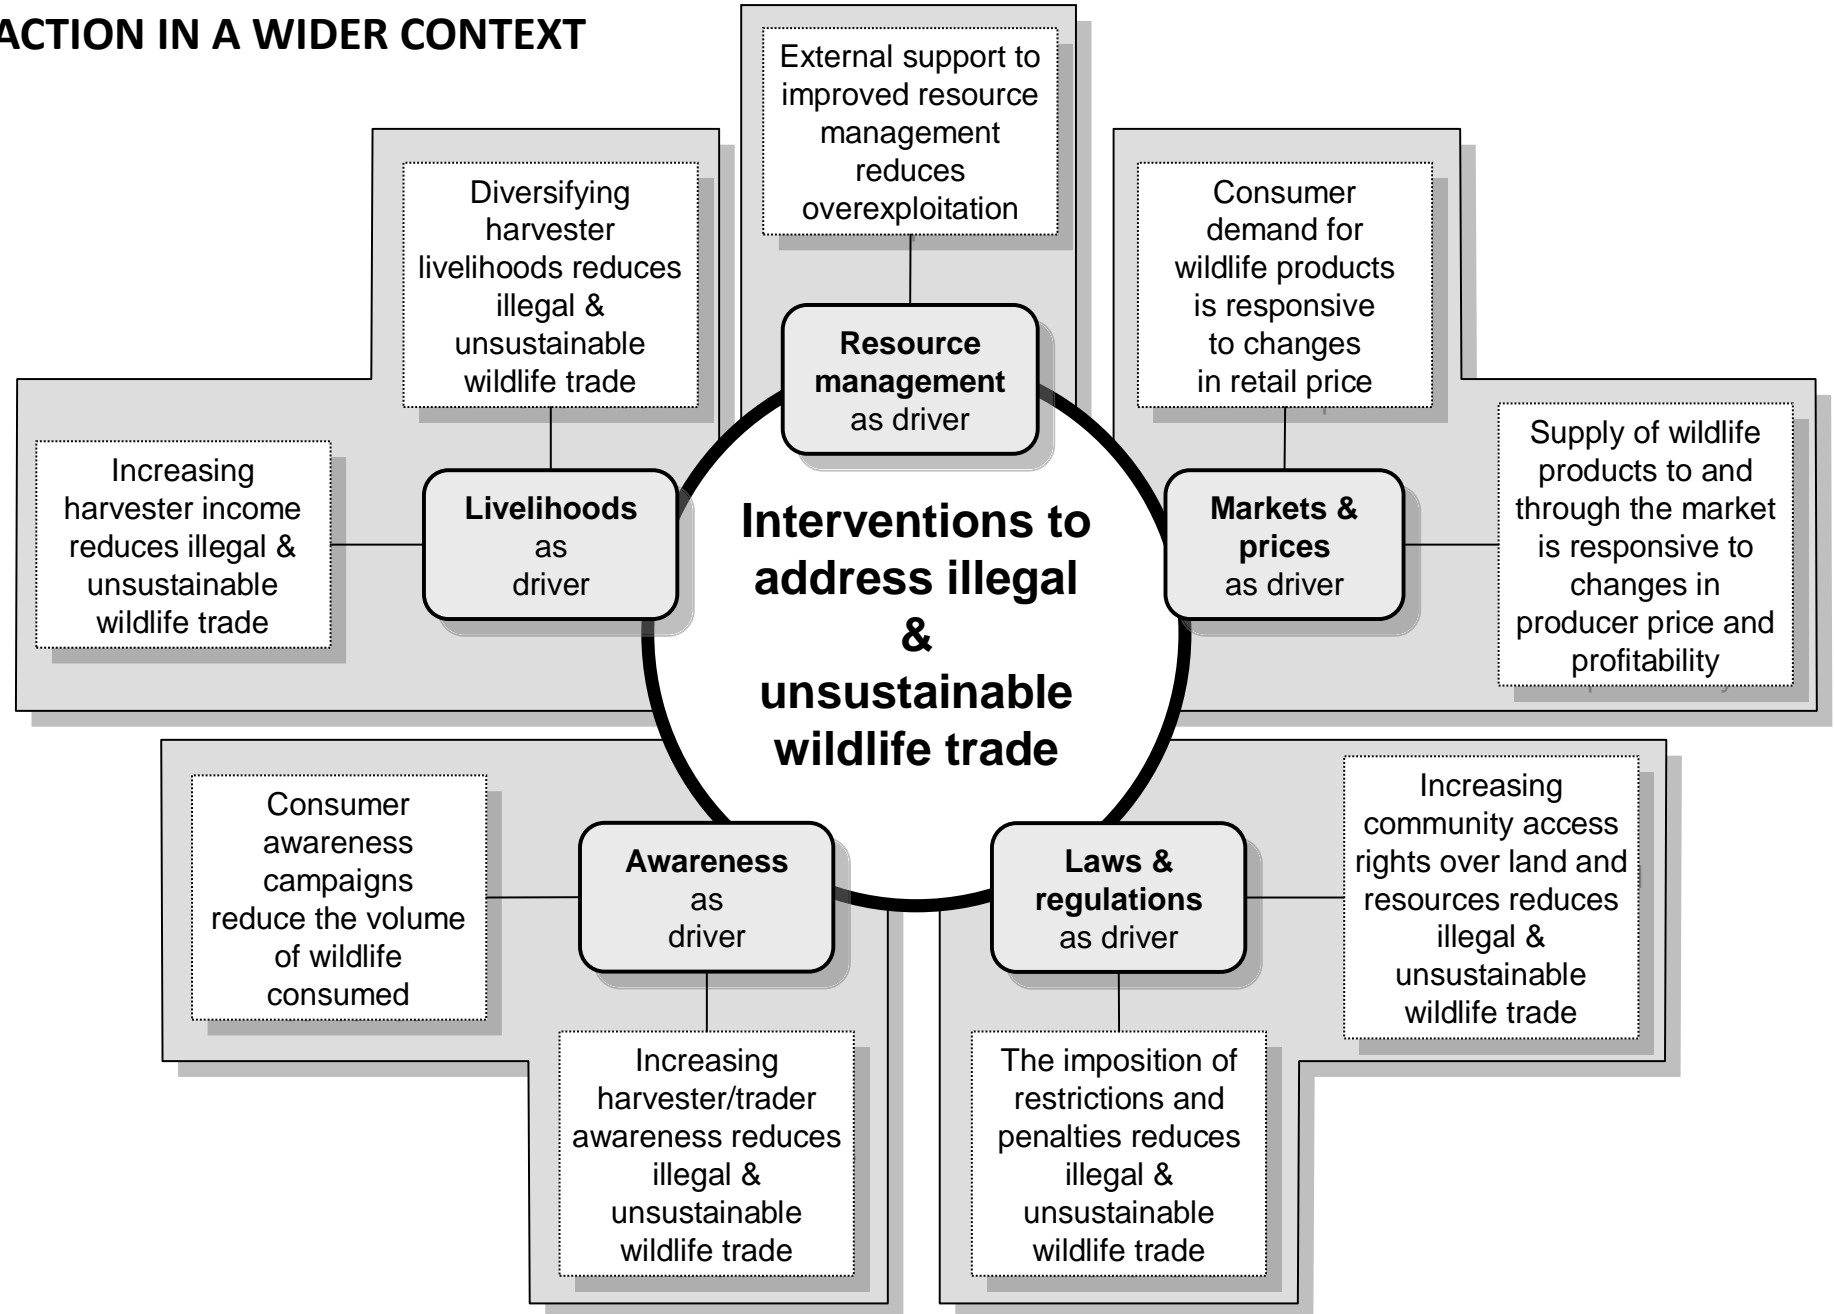 ACTION IN A WIDER CONTEXT
External support to
improved resource
management
reduces
overexploitation
Resource
management
as driver
Diversifying
harvester
livelihoods reduces
illegal &
unsustainable
wildlife trade
Increasing
harvester income
reduces illegal &
unsustainable
wildlife trade
Livelihoods
as
driver
Consumer
demand for
wildlife products
is responsive
to changes
in retail price
Supply of wildlife
products to and
through the market
is responsive to
changes in
producer price and
profitability
Markets &
prices
as driver
Interventions to
address illegal
&
unsustainable
wildlife trade
Consumer
awareness
campaigns
reduce the volume
of wildlife
consumed
Awareness
as
driver
Increasing
harvester/trader
awareness reduces
illegal &
unsustainable
wildlife trade
Laws &
regulations
as driver
Increasing
community access
rights over land and
resources reduces
illegal &
unsustainable
wildlife trade
The imposition of
restrictions and
penalties reduces
illegal &
unsustainable
wildlife trade